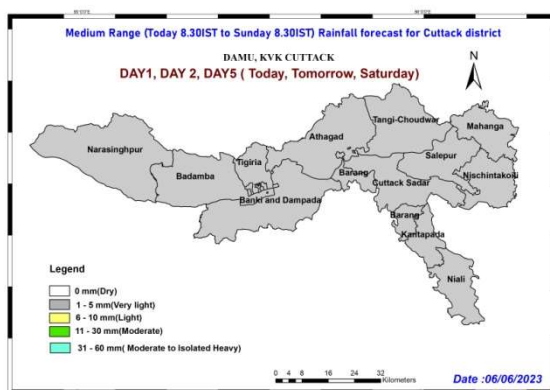 Medium Range (Today 8.30IST to Sunday 8.30IST) Rainfall forecast for Cuttack district
DAMU, KVK CUTTACK
DAY1, DAY 2, DAY5 ( Today, Tomorrow, Saturday)
N
Tangi-Choudwar
Mahanga
Athagad
Narasinghpur
Salepur
Tigiria
Badamba
Barang
Nischintakoili
Cuttack Sadar
Banki and Dampada
Barang
Kantapada
Niali
Legend
0 mm(Dry)
1 - 5 mm(Very light)
6 - 10 mm(Light)
11 - 30 mm(Moderate)
31 - 60 mm( Moderate to Isolated Heavy)
0 4 8 16 24 32
Kilometers
Date :06/06/2023